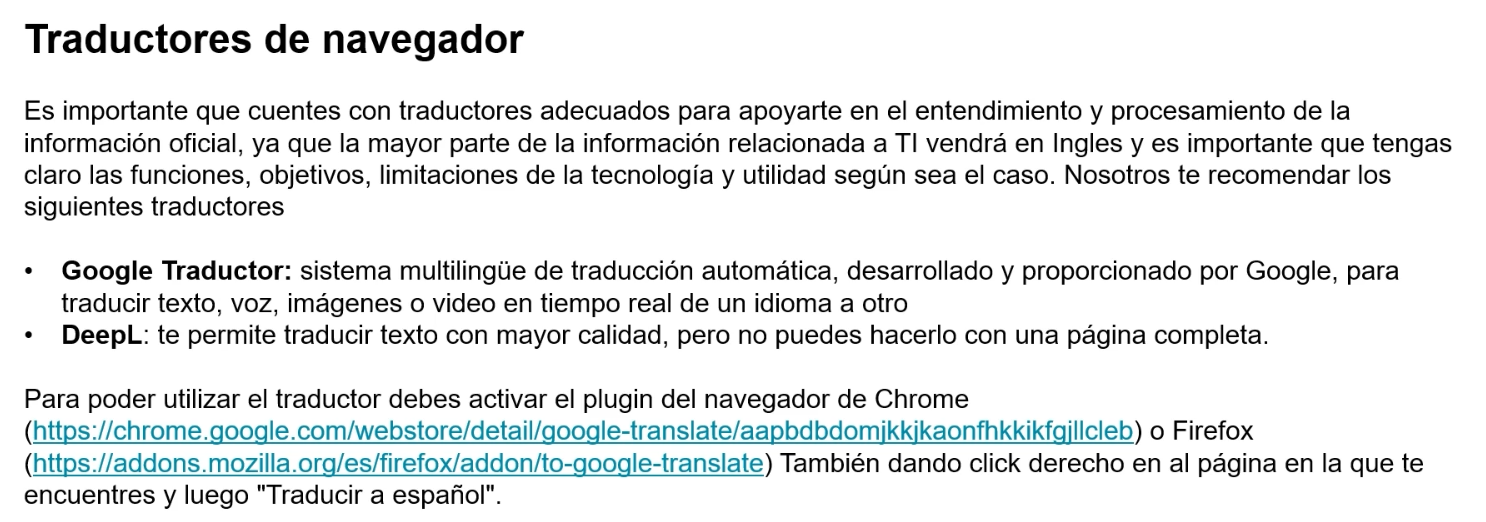 Traductores de navegador
Es importante que cuentes con traductores adecuados para apoyarte en el entendimiento y procesamiento de la
información oficial, ya que la mayor parte de la información relacionada a TI vendrá en Ingles y es importante que tengas
claro las funciones, objetivos, limitaciones de la tecnología y utilidad según sea el caso. Nosotros te recomendar los
siguientes traductores
• Google Traductor: sistema multilingüe de traducción automática, desarrollado y proporcionado por Google, para
traducir texto, voz, imágenes o video en tiempo real de un idioma a otro
• DeepL: te permite traducir texto con mayor calidad, pero no puedes hacerlo con una página completa.
Para poder utilizar el traductor debes activar el plugin del navegador de Chrome
(https://chrome.google.com/webstore/detail/google-translate/aapbdbdomjkkjkaonfhkkikfgjllcleb) o Firefox
(https://addons.mozilla.org/es/firefox/addon/to-google-translate) También dando click derecho en al página en la que te
encuentres y luego "Traducir a español".